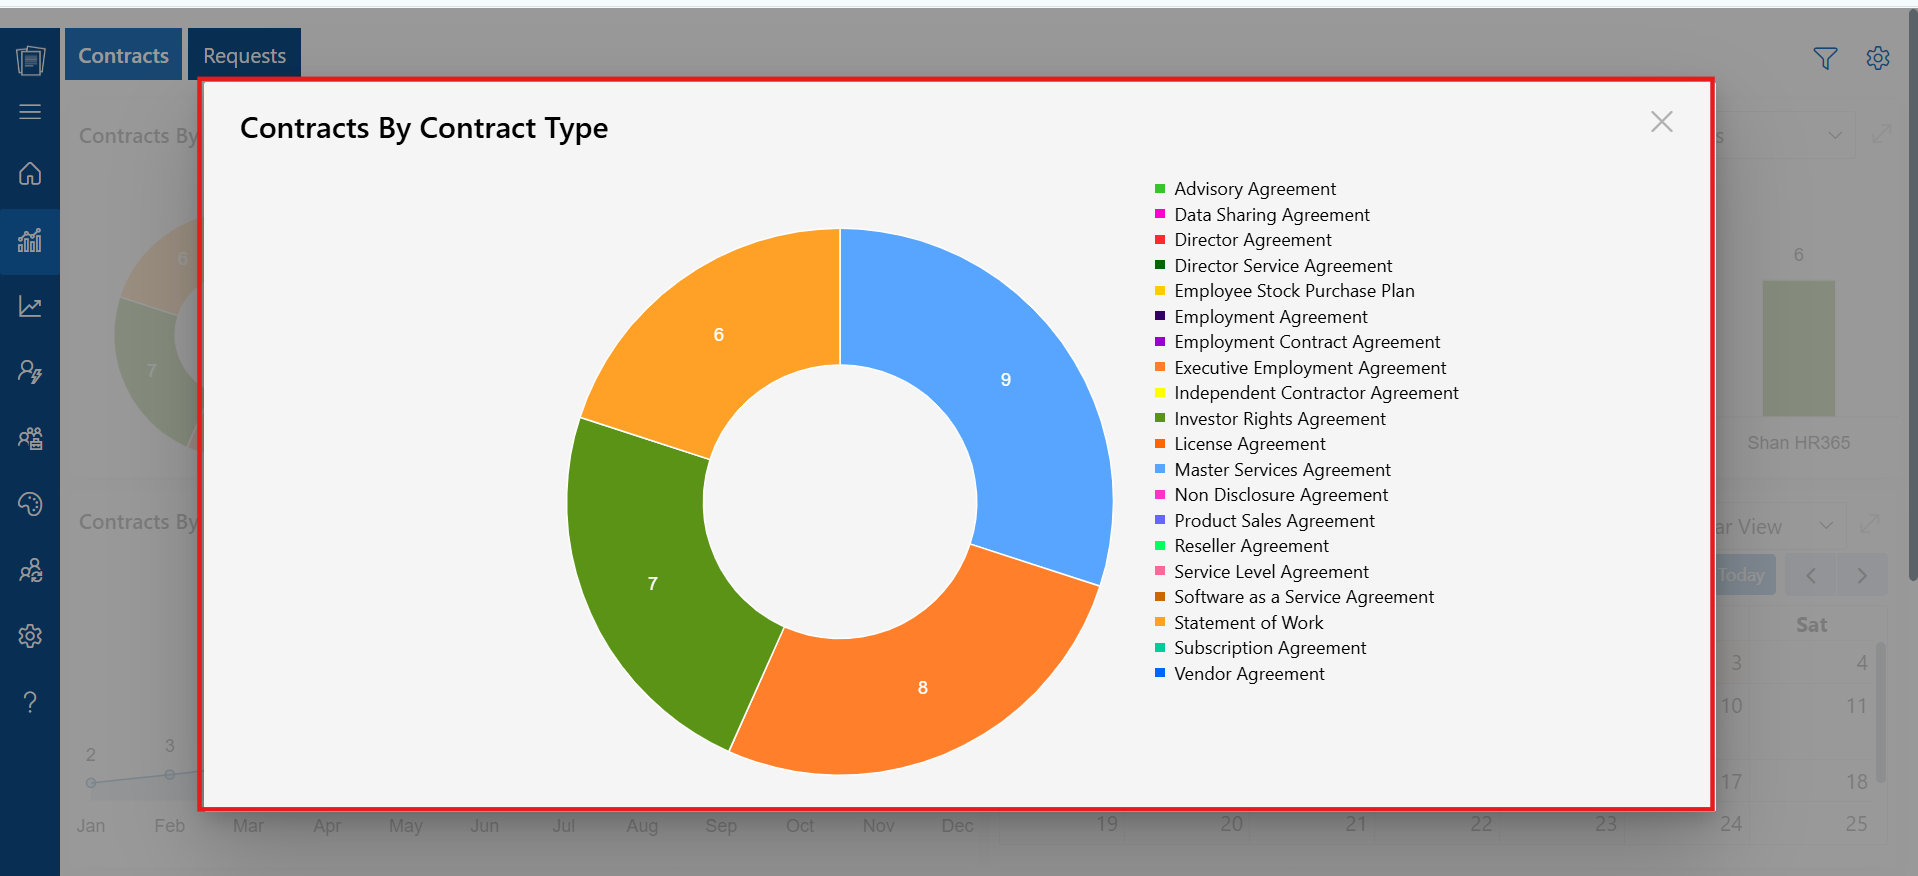 Contracts
Requests
Contracts By
s
Contracts By Contract Type
Advisory Agreement
Data Sharing Agreement
Director Agreement
Director Service Agreement
Employee Stock Purchase Plan
Employment Agreement
Employment Contract Agreement
Executive Employment Agreement
Independent Contractor Agreement
Investor Rights Agreement
License Agreement
Master Services Agreement
Non Disclosure Agreement
Product Sales Agreement
Reseller Agreement
Service Level Agreement
Software as a Service Agreement
Statement of Work
Subscription Agreement
Vendor Agreement
6
9
7
8
6
7
6
Shan HR365
Contracts By
ar View
Today
Sat
3 4
10 11
17 18
2 3
Jan Feb Mar Apr May Jun Jul Aug Sep Oct Nov Dec
19 20 21 22 23 24 25